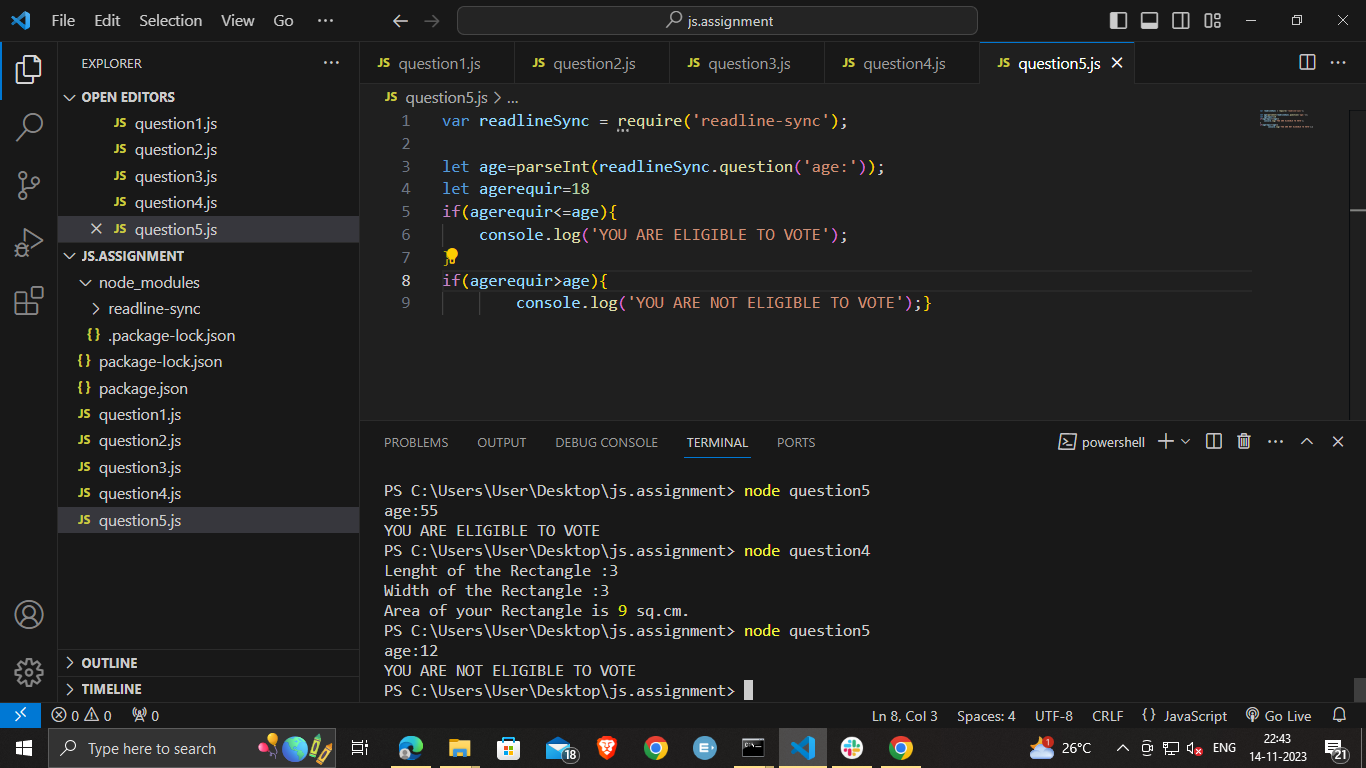 File Edit Selection View Go ···
js.assignment
EXPLORER ···
OPEN EDITORS
JS question1.js
JS question2.js
JS question3.js
JS question4.js
× JS question5.js
JS.ASSIGNMENT
node_modules
readline-sync
{} .package-lock.json
{} package-lock.json
{} package.json
JS question1.js
JS question2.js
JS question3.js
JS question4.js
JS question5.js
OUTLINE
TIMELINE
JS question1.js JS question2.js JS question3.js JS question4.js JS question5.js ×
JS question5.js > ...
1 var readlineSync = require('readline-sync');
2
3 let age=parseInt(readlineSync.question('age:'));
4 let agerequir=18
5 if(agerequir<=age){
6 console.log('YOU ARE ELIGIBLE TO VOTE');
7 }
8 if(agerequir>age){
9 console.log('YOU ARE NOT ELIGIBLE TO VOTE');}
PROBLEMS OUTPUT DEBUG CONSOLE TERMINAL PORTS
powershell
PS C:\Users\User\Desktop\js.assignment> node question5
age:55
YOU ARE ELIGIBLE TO VOTE
PS C:\Users\User\Desktop\js.assignment> node question4
Lenght of the Rectangle :3
Width of the Rectangle :3
Area of your Rectangle is 9 sq.cm.
PS C:\Users\User\Desktop\js.assignment> node question5
age:12
YOU ARE NOT ELIGIBLE TO VOTE
PS C:\Users\User\Desktop\js.assignment>
0 0 0
Ln 8, Col 3 Spaces: 4 UTF-8 CRLF {} JavaScript Go Live
Type here to search
18
1
26°C
ENG
22:43
14-11-2023
21